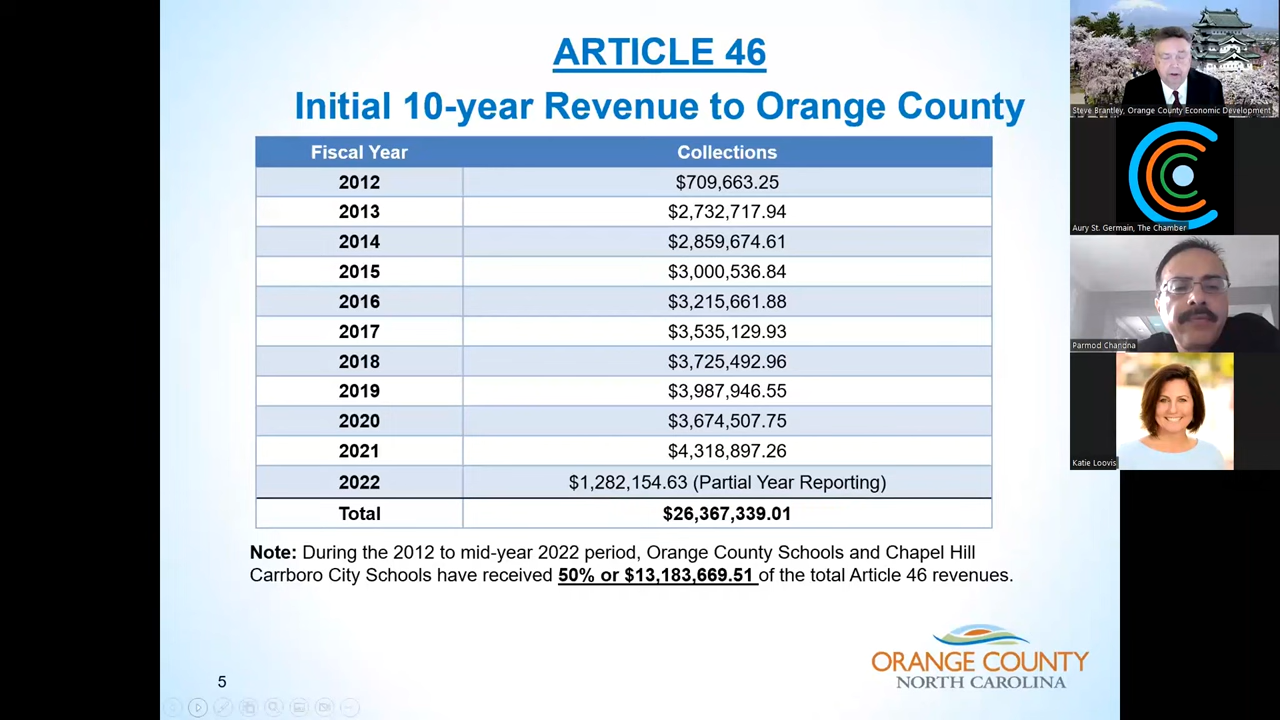 ARTICLE 46
Initial 10-year Revenue to Orange County
Fiscal Year Collections
2012 $709,663.25
2013 $2,732,717.94
2014 $2,859,674.61
2015 $3,000,536.84
2016 $3,215,661.88
2017 $3,535,129.93
2018 $3,725,492.96
2019 $3,987,946.55
2020 $3,674,507.75
2021 $4,318,897.26
2022 $1,282,154.63 (Partial Year Reporting)
Total $26,367,339.01
Note: During the 2012 to mid-year 2022 period, Orange County Schools and Chapel Hill
Carrboro City Schools have received 50% or $13,183,669.51 of the total Article 46 revenues.
ORANGE COUNTY
NORTH CAROLINA
5
Steve Brantley, Orange County Economic Development
Aury St. Germain, The Chamber
Parmod Chandna
Katie Loovis